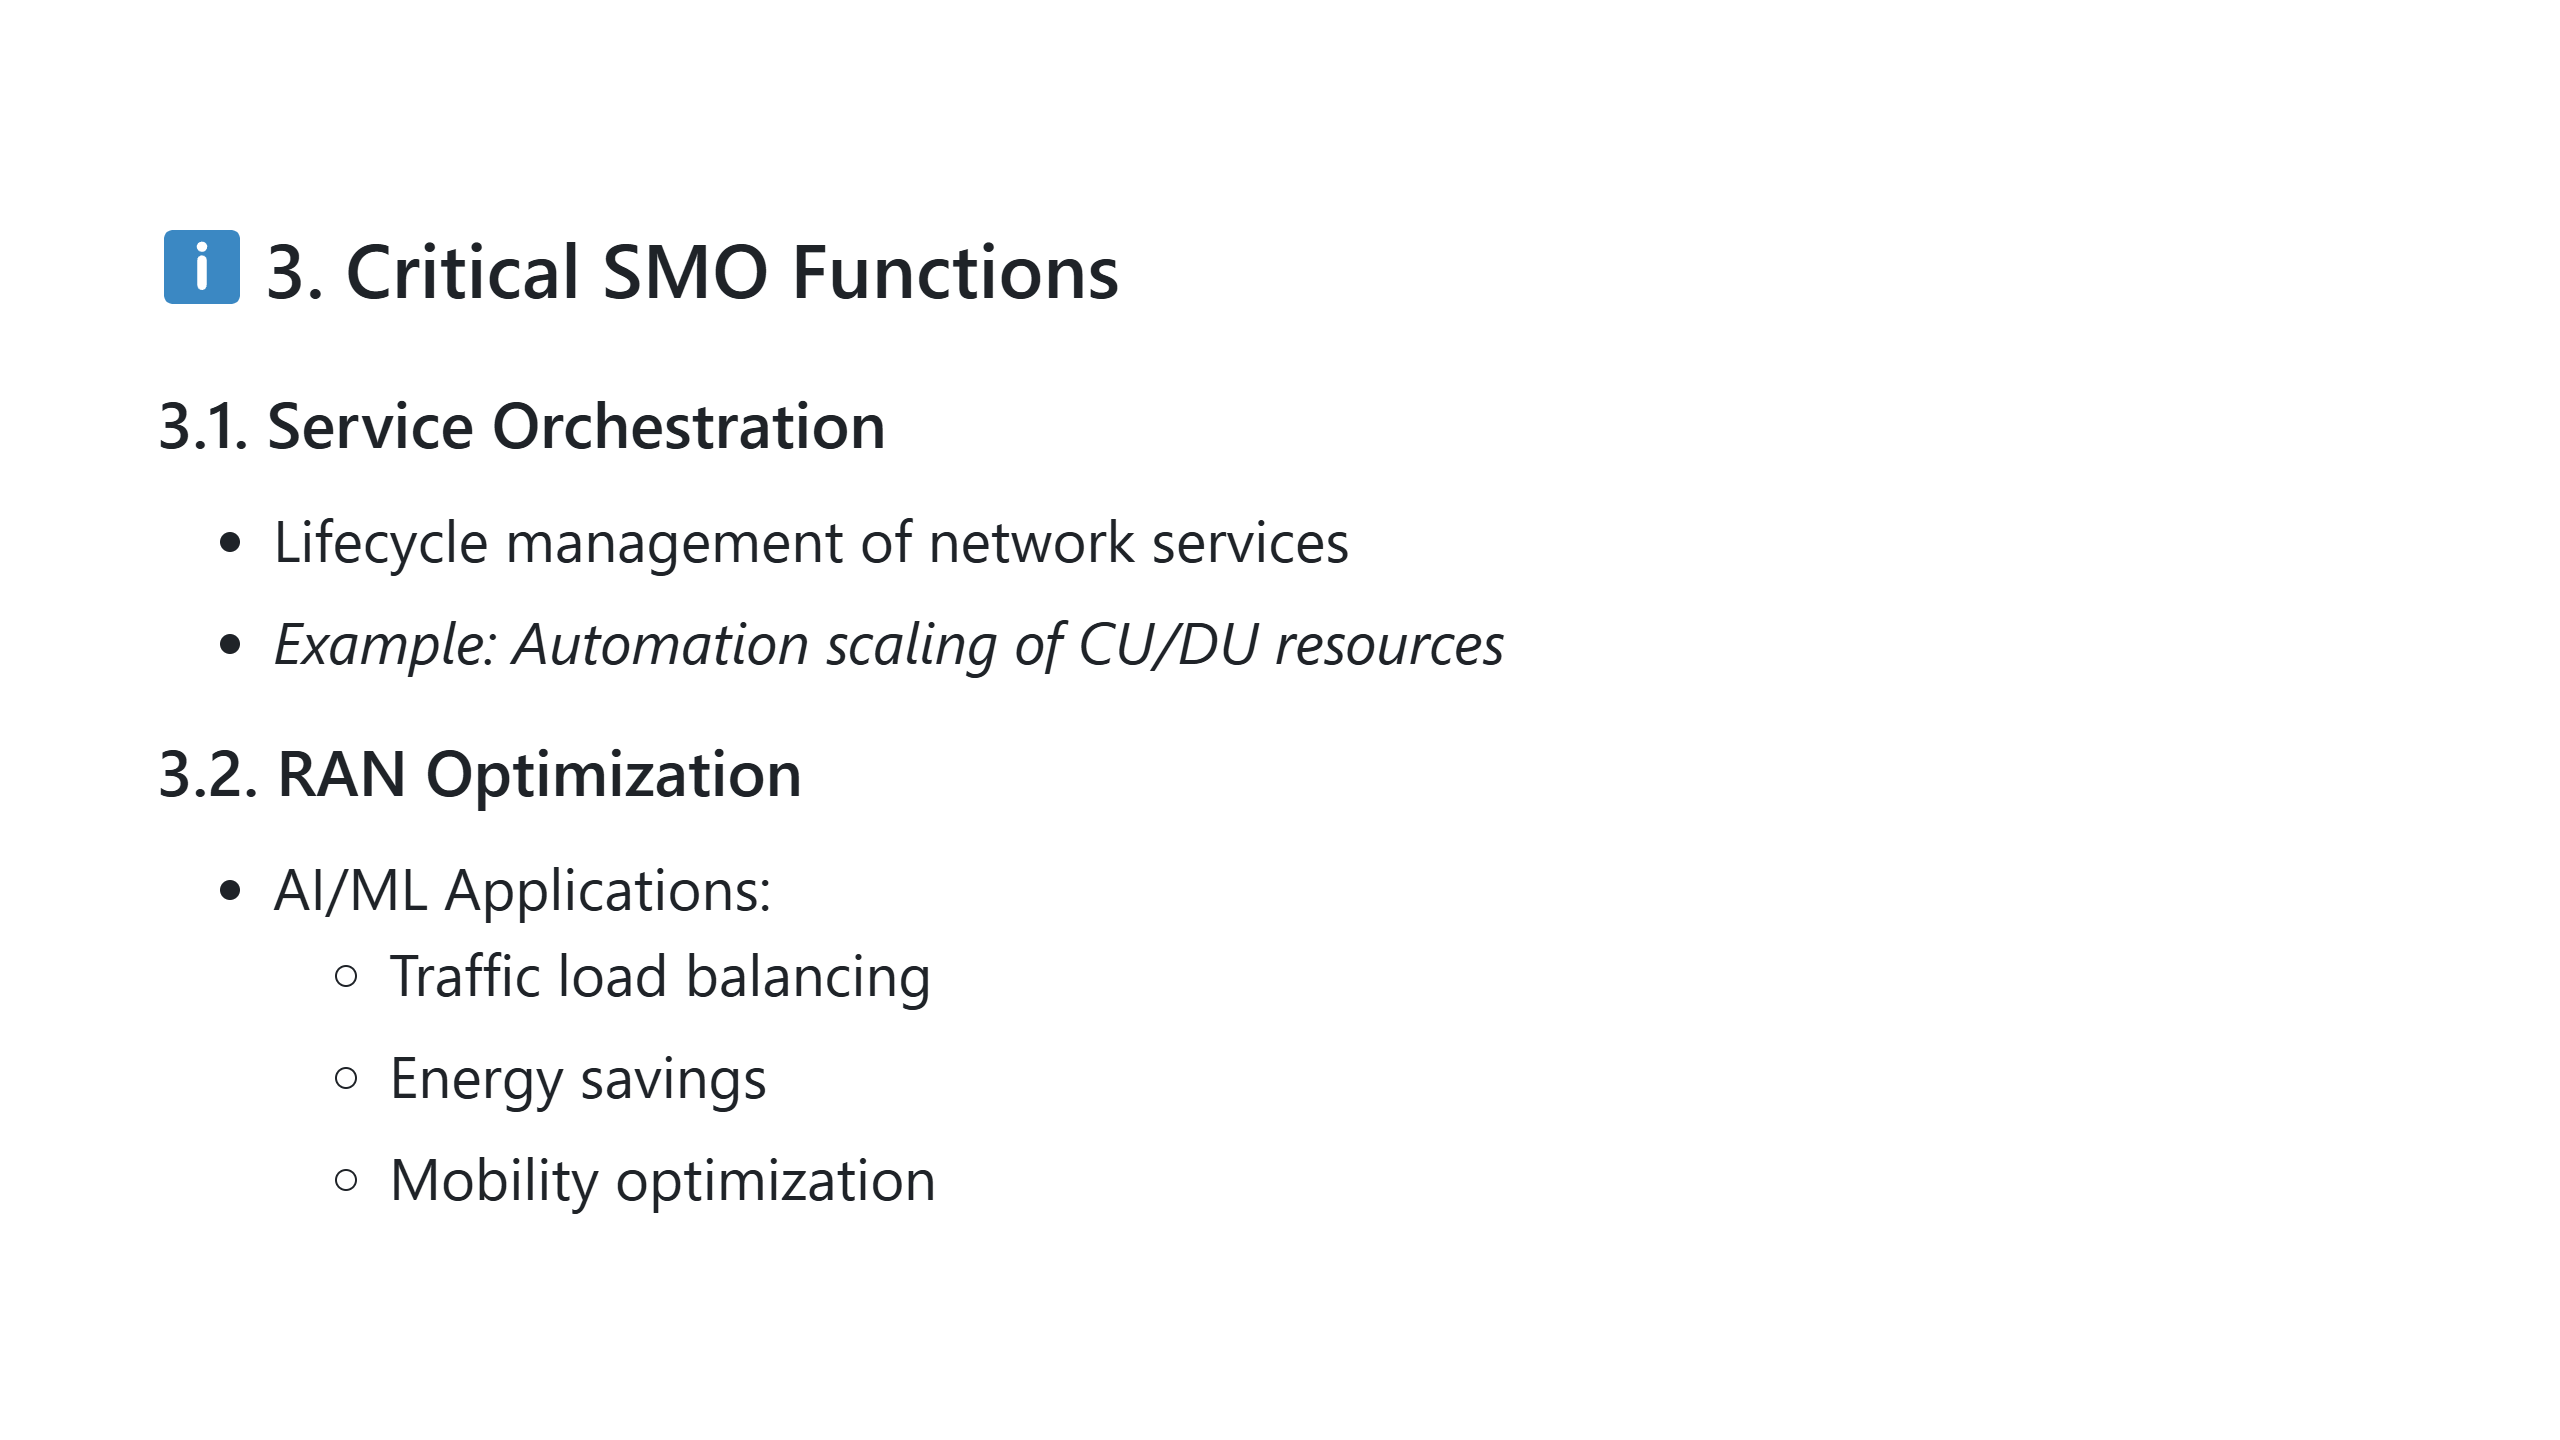 ℹ️ 3. Critical SMO Functions
3.1. Service Orchestration
• Lifecycle management of network services
• Example: Automation scaling of CU/DU resources
3.2. RAN Optimization
• AI/ML Applications:
○ Traffic load balancing
○ Energy savings
○ Mobility optimization